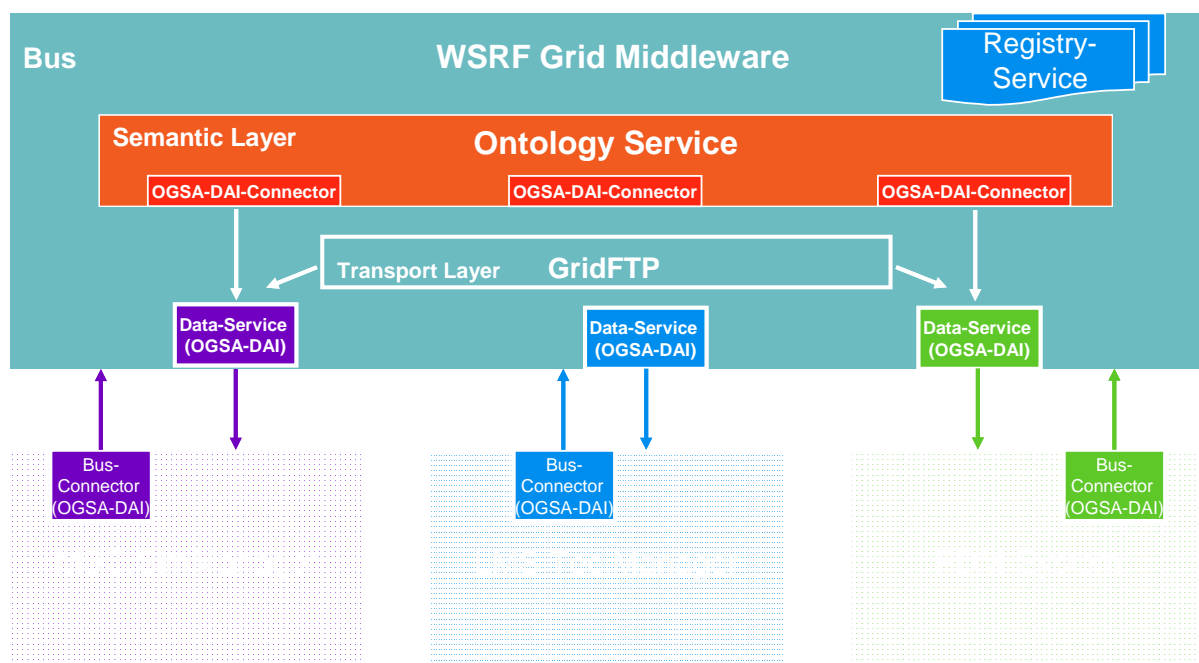 Bus
WSRF Grid Middleware
Registry-
Service
Semantic Layer
Ontology Service
OGSA-DAI-Connector
OGSA-DAI-Connector
OGSA-DAI-Connector
Transport Layer
GridFTP
Data-Service
(OGSA-DAI)
Data-Service
(OGSA-DAI)
Data-Service
(OGSA-DAI)
Bus-
Connector
(OGSA-DAI)
Bus-
Connector
(OGSA-DAI)
Bus-
Connector
(OGSA-DAI)